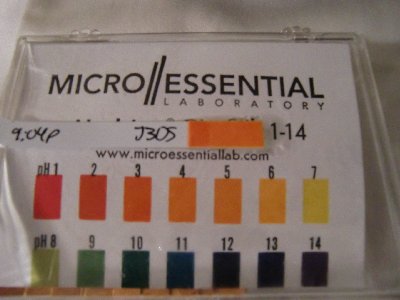 MICRO//ESSENTIAL
LABORATORY
1-14
9:04p J305
www.microessentiallab.com
pH 1 2 3 4 5 6 7
pH 8 9 10 11 12 13 14